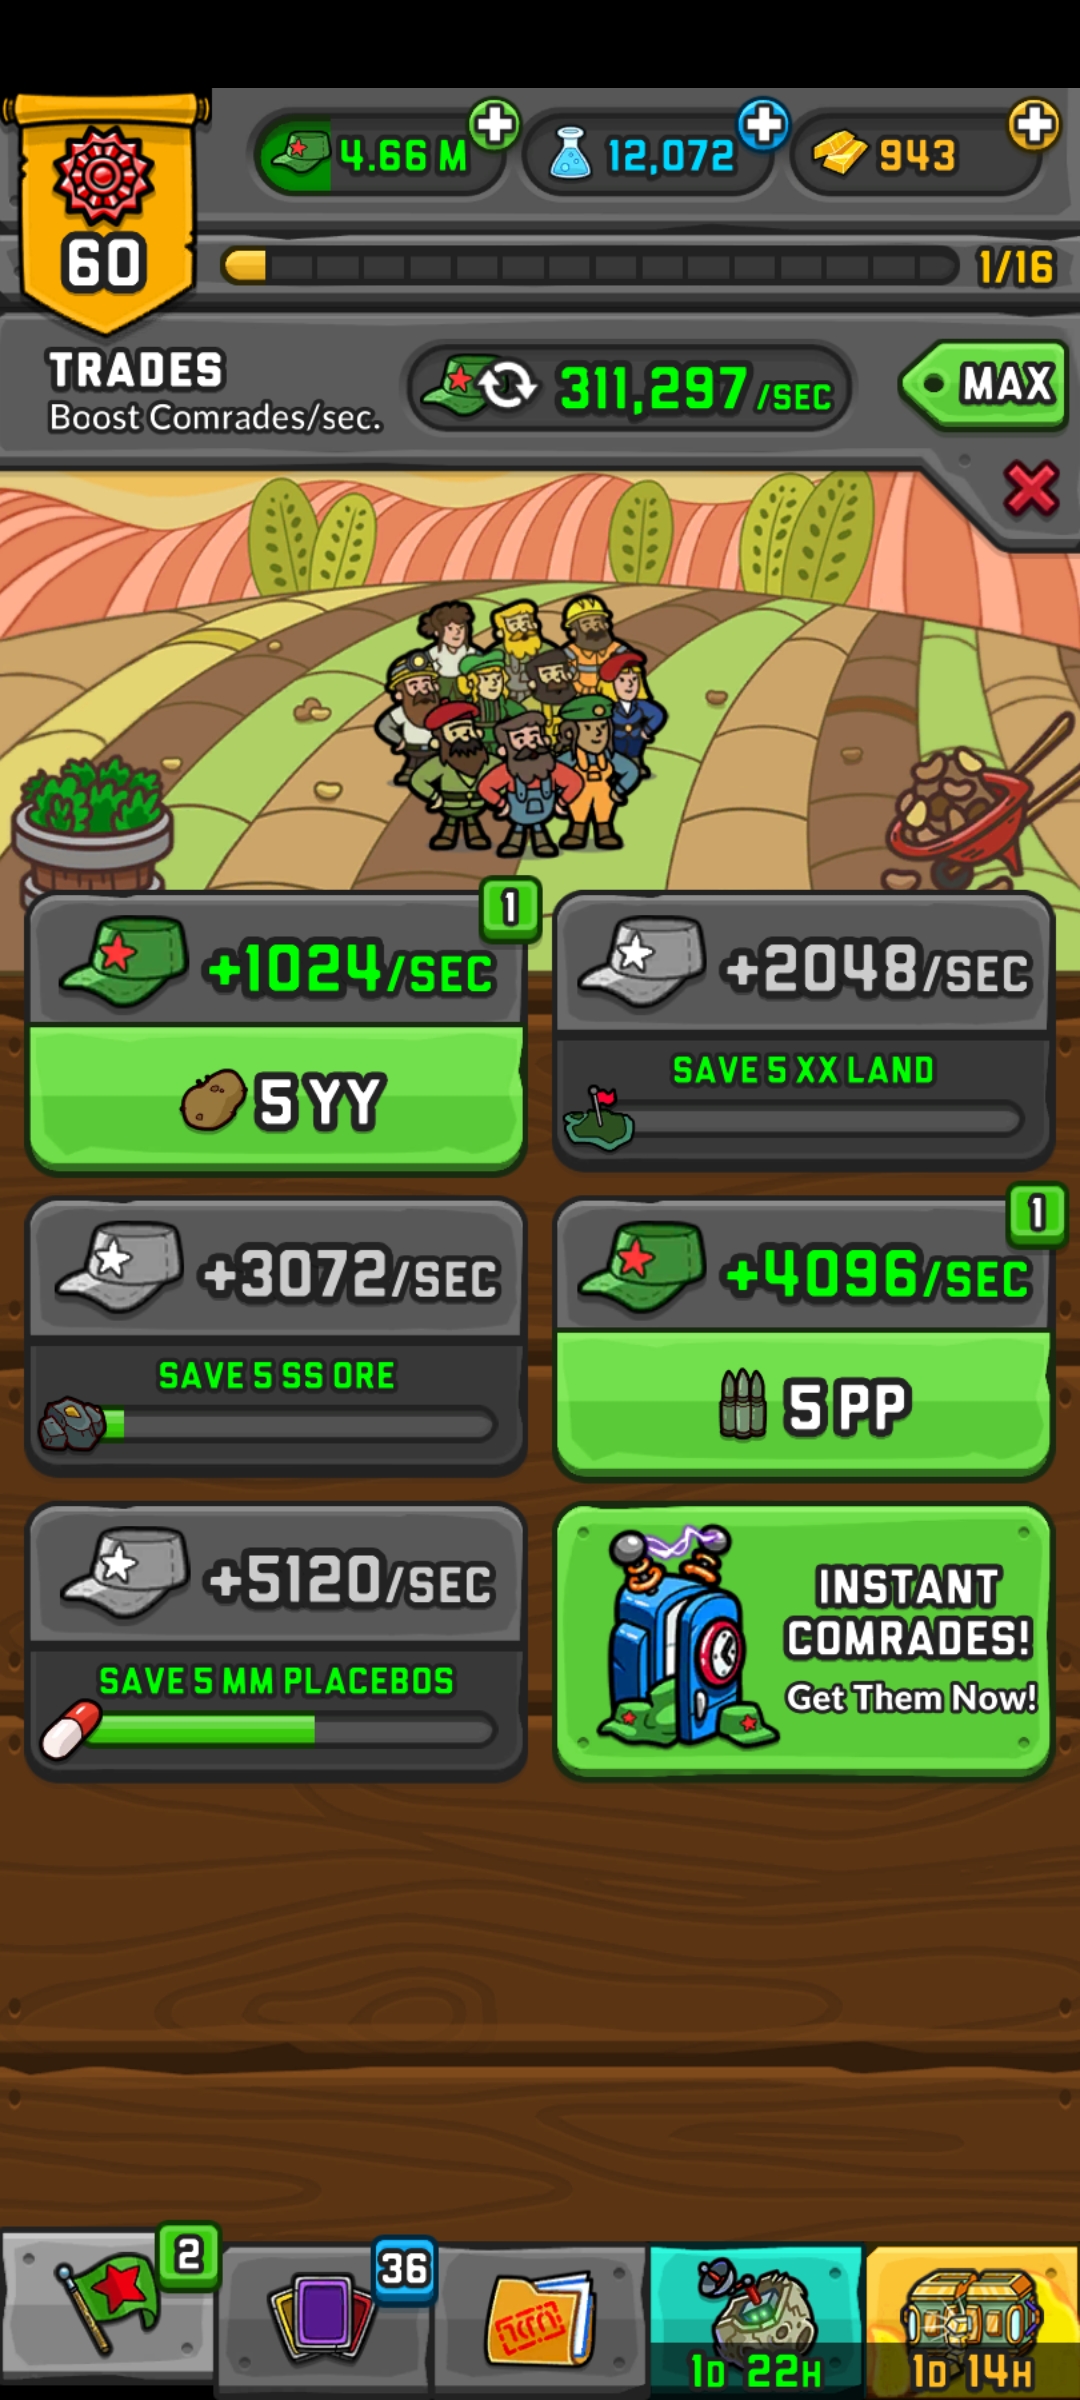 4.66 M
12,072
943
60
1/16
TRADES
Boost Comrades/sec.
311,297/SEC
MAX
1
+1024/SEC
5 YY
+2048/SEC
SAVE 5 XX LAND
+3072/SEC
SAVE 5 SS ORE
1
+4096/SEC
5 PP
+5120/SEC
SAVE 5 MM PLACEBOS
INSTANT
COMRADES!
Get Them Now!
2
36
1D 22H
1D 14H